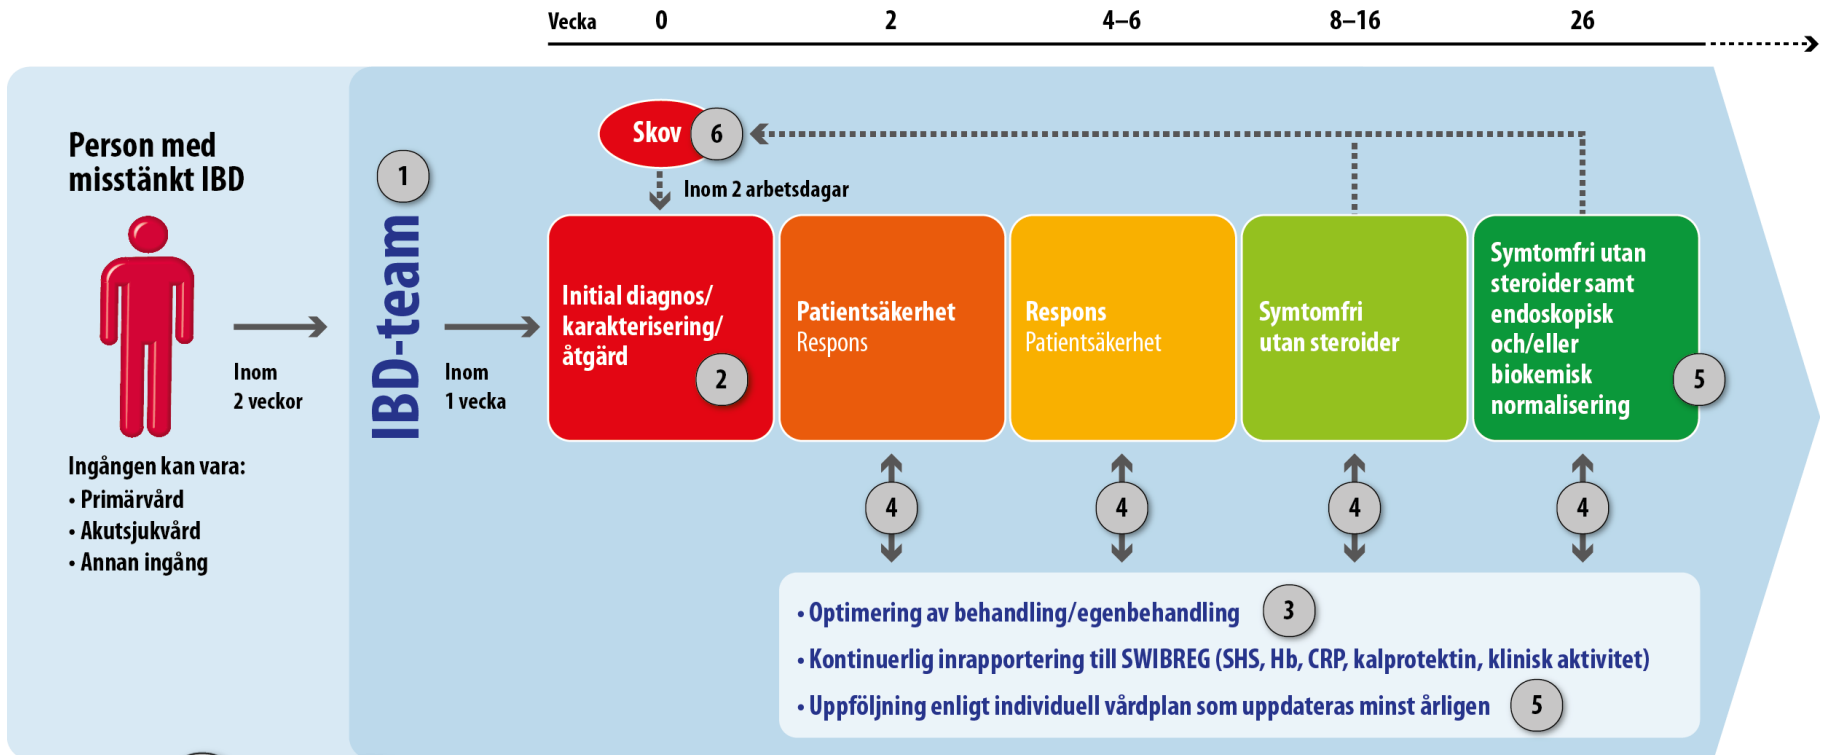 Vecka 0 2 4–6 8–16 26
Person med
misstänkt IBD
Inom
2 veckor
Ingången kan vara:
• Primärvård
• Akutsjukvård
• Annan ingång
1
IBD-team
Inom
1 vecka
Skov 6
Inom 2 arbetsdagar
Initial diagnos/
karakterisering/
åtgärd
2
Patientsäkerhet
Respons
Respons
Patientsäkerhet
Symtomfri
utan steroider
Symtomfri utan
steroider samt
endoskopisk
och/eller
biokemisk
normalisering
5
4 4 4 4
• Optimering av behandling/egenbehandling 3
• Kontinuerlig inrapportering till SWIBREG (SHS, Hb, CRP, kalprotektin, klinisk aktivitet)
• Uppföljning enligt individuell vårdplan som uppdateras minst årligen 5